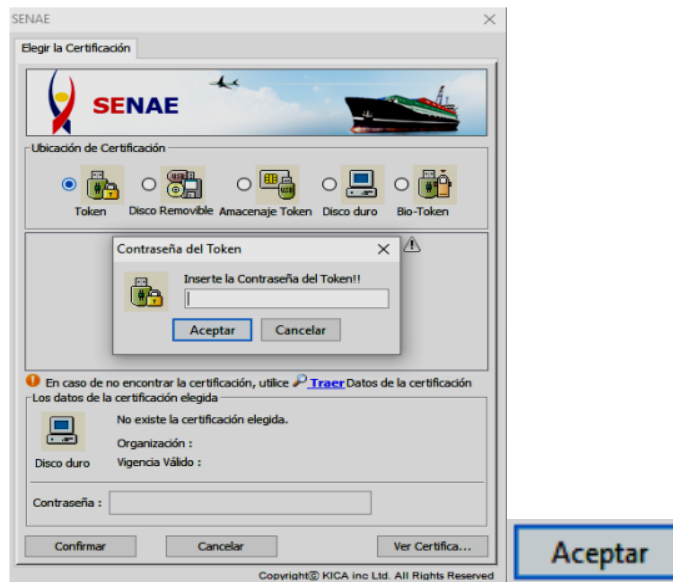 SENAE
Elegir la Certificación
SENAE
Ubicación de Certificación
Token
Disco Removible
Amacenaje Token
Disco duro
Bio-Token
Contraseña del Token
Inserte la Contraseña del Token!!
Aceptar
Cancelar
En caso de no encontrar la certificación, utilice Traer Datos de la certificación
Los datos de la certificación elegida
No existe la certificación elegida.
Organización :
Disco duro
Vigencia Válido :
Contraseña :
Confirmar
Cancelar
Ver Certifica...
Aceptar
Copyright© KICA inc Ltd. All Rights Reserved